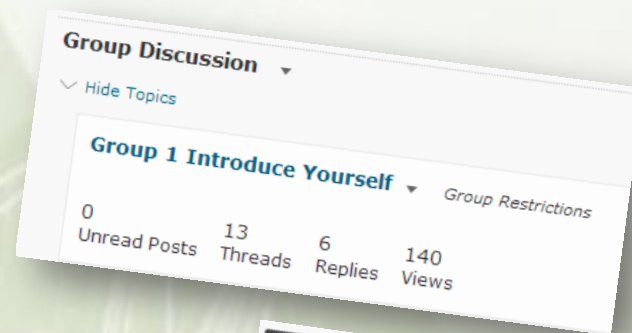 Group Discussion
Hide Topics
Group 1 Introduce Yourself Group Restrictions
0 13 6 140
Unread Posts Threads Replies Views